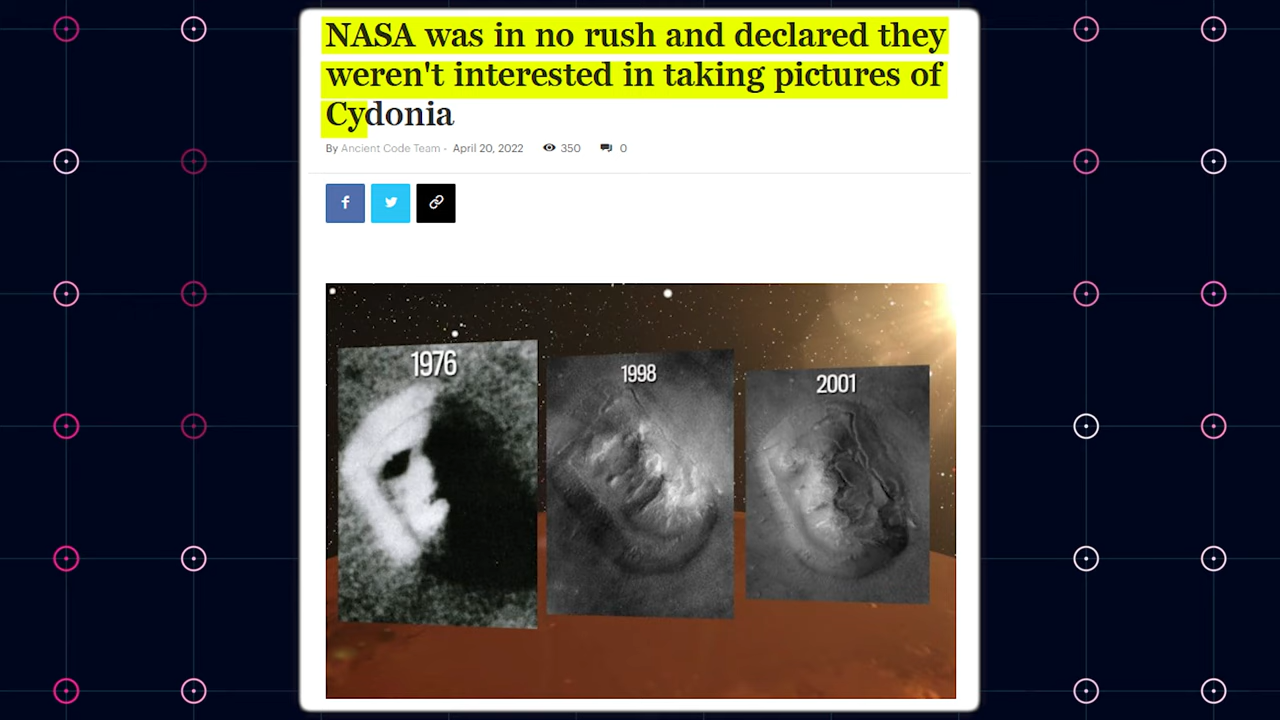 NASA was in no rush and declared they
weren't interested in taking pictures of
Cydonia
By Ancient Code Team - April 20, 2022 350 0
1976
1998
2001